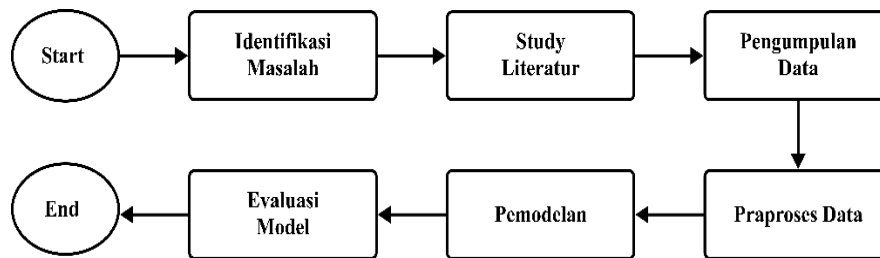 Start
Identifikasi
Masalah
Study
Literatur
Pengumpulan
Data
Praproses Data
Pemodelan
Evaluasi
Model
End